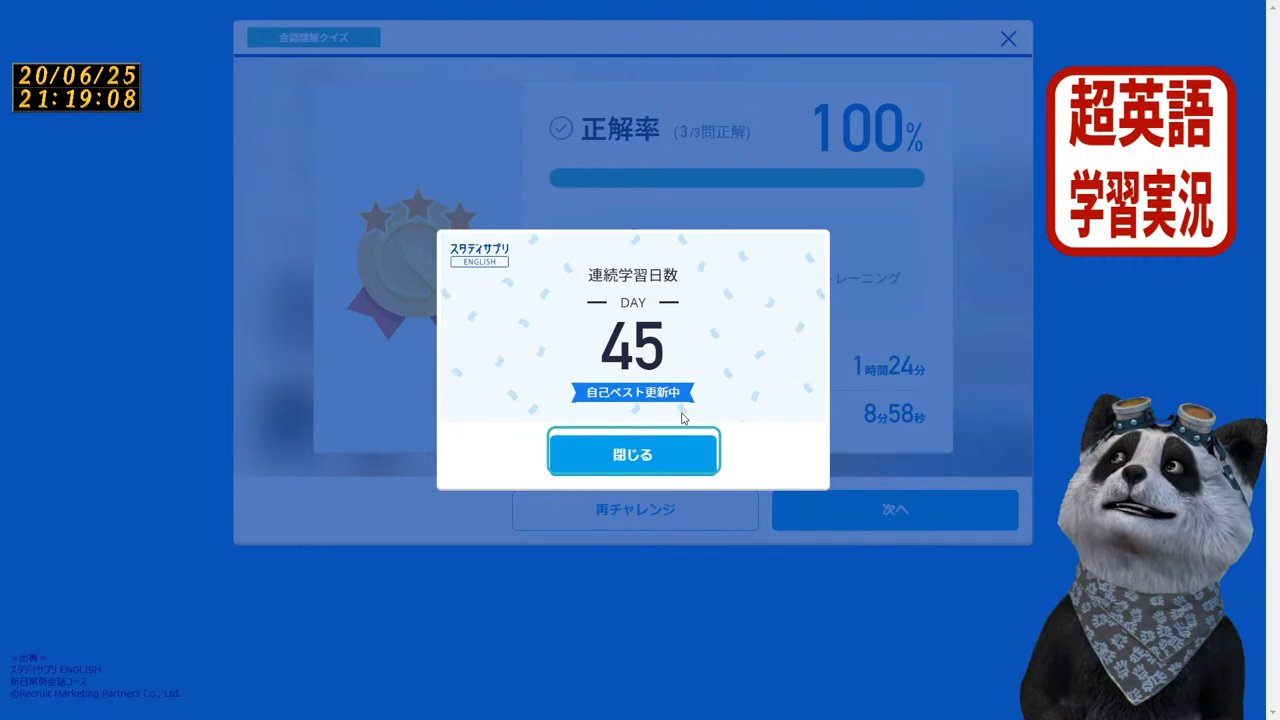 会話理解クイズ
20/06/25
21:19:08
正解率 (3/3問正解) 100%
超英語
学習実況
スタディサプリ
ENGLISH
連続学習日数
DAY
45
自己ベスト更新中
閉じる
トレーニング
1時間24分
8分58秒
再チャレンジ
次へ
=出典=
スタディサプリ ENGLISH
新日常英会話コース
©Recruit Marketing Partners Co., Ltd.